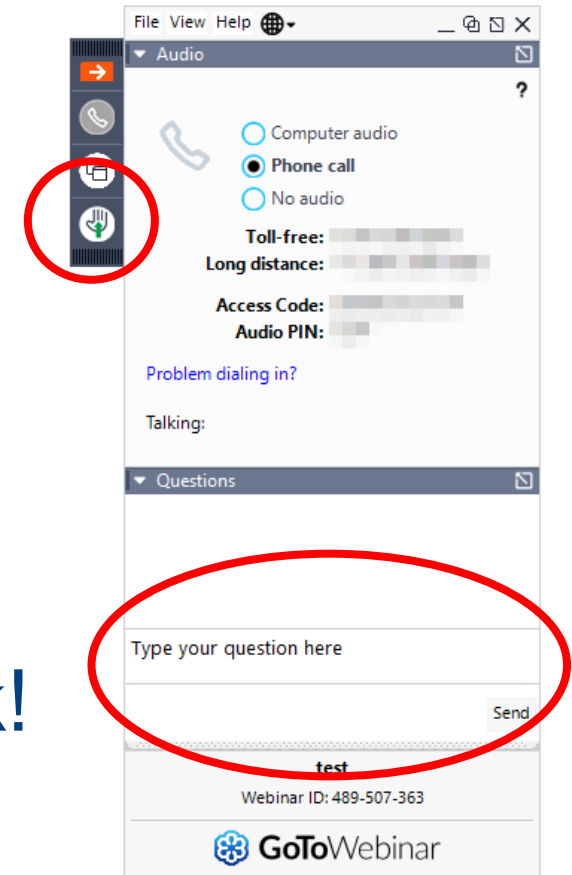 File View Help
Audio
?
Computer audio
Phone call
No audio
Toll-free:
Long distance:
Access Code:
Audio PIN:
Problem dialing in?
Talking:
Questions
Type your question here
k!
Send
test
Webinar ID: 489-507-363
GoToWebinar